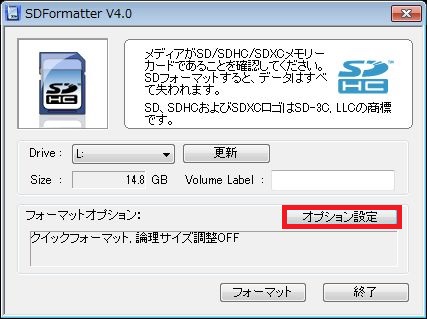 SDFormatter V4.0
メディアがSD/SDHC/SDXCメモリー
カードであることを確認してください。
SDフォーマットすると、データはすべ
て失われます。
SD、SDHCおよびSDXCロゴはSD-3C, LLCの商標
です。
SD
HC
SD
HC
Drive : L: 更新
Size : 14.8 GB Volume Label :
フォーマットオプション: オプション設定
クイックフォーマット, 論理サイズ調整OFF
フォーマット 終了